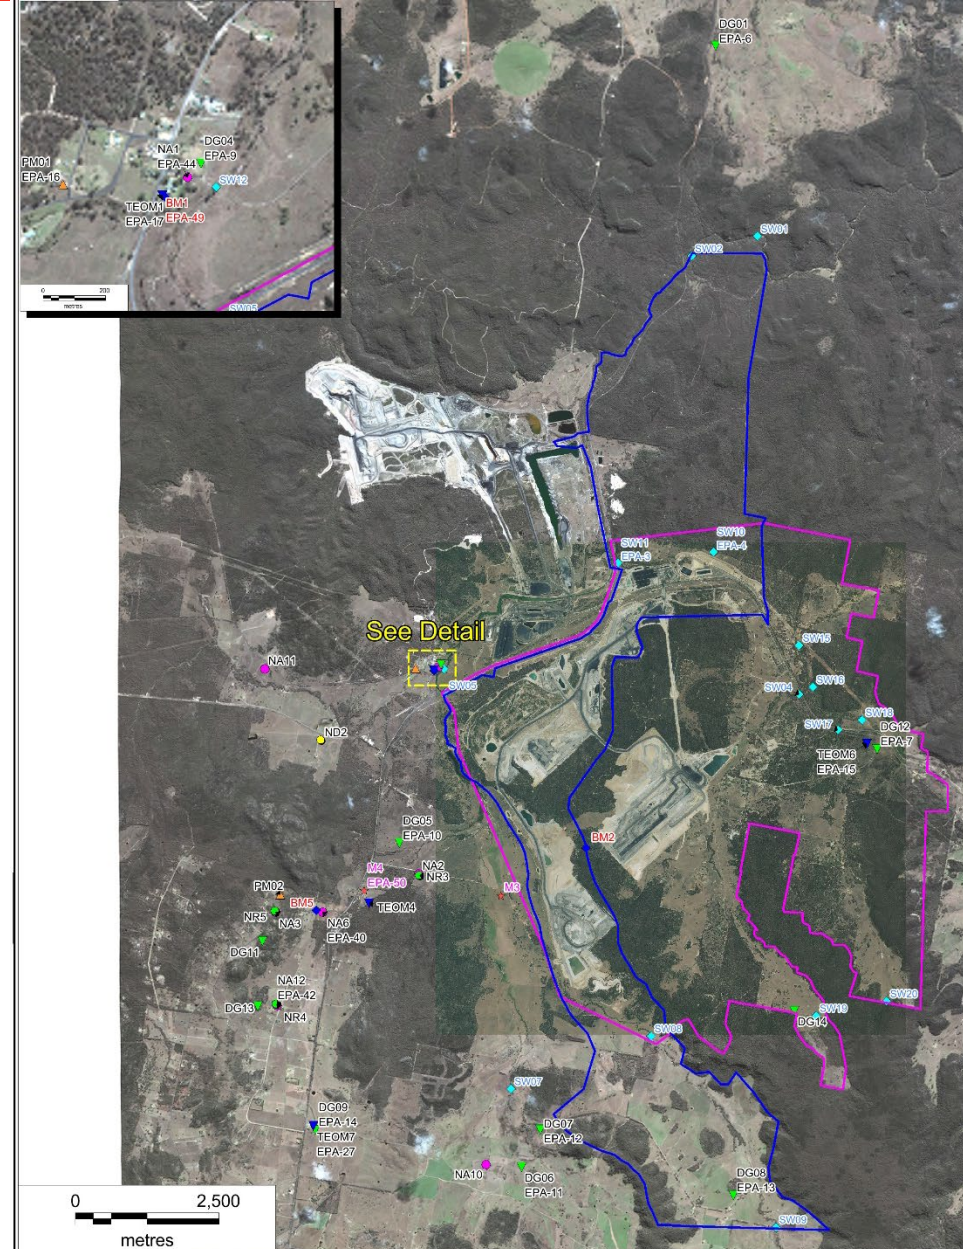 DG01
EPA-6
PM01
EPA-16
NA1
EPA-44
DG04
EPA-9
SW12
TEOM1
EPA-17
BM1
EPA-49
SW05
0
200
metres
SW01
SW02
SW11
EPA-3
SW10
EPA-4
See Detail
NA11
SW05
SW15
SW16
SW04
SW18
SW17
DG12
EPA-7
TEOM6
EPA-15
ND2
DG05
EPA-10
BM2
NA2
NR3
M4
EPA-50
M3
PM02
BM5
TEOM4
NR5
NA3
NA6
EPA-40
DG11
NA12
EPA-42
DG13
NR4
SW20
SW19
DG14
SW08
SW07
DG09
EPA-14
TEOM7
EPA-27
DG07
EPA-12
NA10
DG06
EPA-11
DG08
EPA-13
SW09
0
2,500
metres